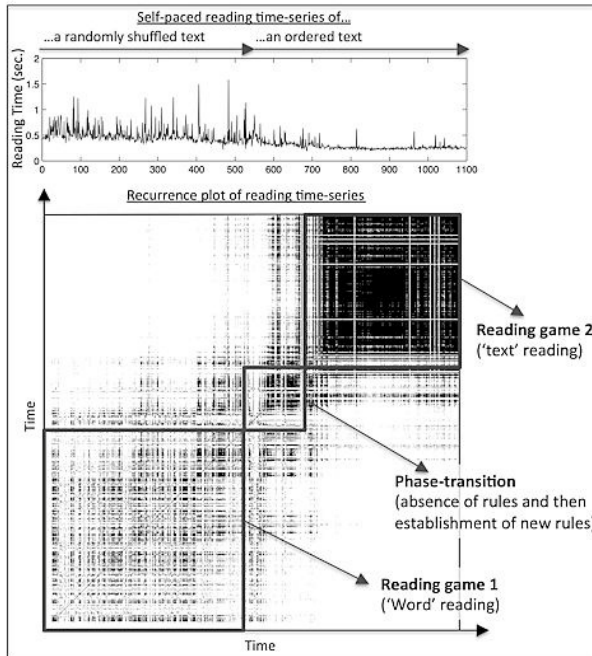 Self-paced reading time-series of...
...a randomly shuffled text ...an ordered text
Reading Time (sec.)
2
1.5
1
0.5
0
0 100 200 300 400 500 600 700 800 900 1000 1100
Recurrence plot of reading time-series
Reading game 2
('text' reading)
Time
Phase-transition
(absence of rules and then
establishment of new rules)
Reading game 1
('Word' reading)
Time